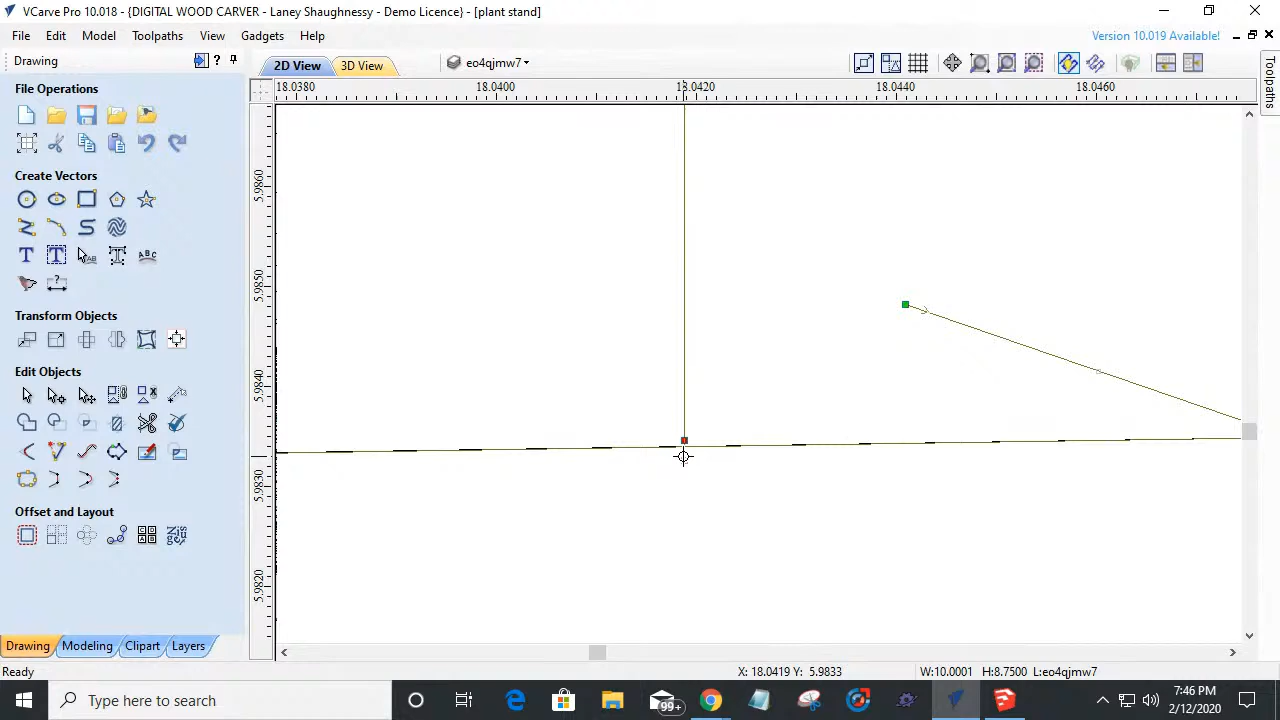 VCarve Pro 10.018 - {DIGITAL WOOD CARVER - Laney Shaughnessy - Demo Licence} - [plant stand]
File Edit Model Toolpaths View Gadgets Help
Version 10.019 Available!
Drawing
?
2D View
3D View
eo4qjmw7
Toolpaths
File Operations
18.0380
18.0400
18.0420
18.0440
18.0460
5.9860
5.9850
5.9840
5.9830
5.9820
Create Vectors
Transform Objects
Edit Objects
Offset and Layout
Drawing
Modeling
Clipart
Layers
Ready
X: 18.0419 Y: 5.9833
W:10.0001 H:8.7500 L:eo4qjmw7
Type here to search
99+
7:46 PM
2/12/2020